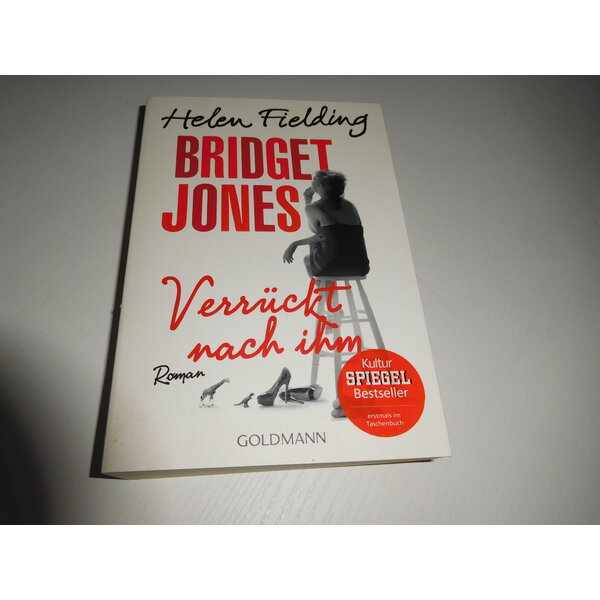 Helen Fielding
BRIDGET
JONES
Verrückt
nach ihm
Roman
Kultur
SPIEGEL
Bestseller
erstmals im
Taschenbuch
GOLDMANN